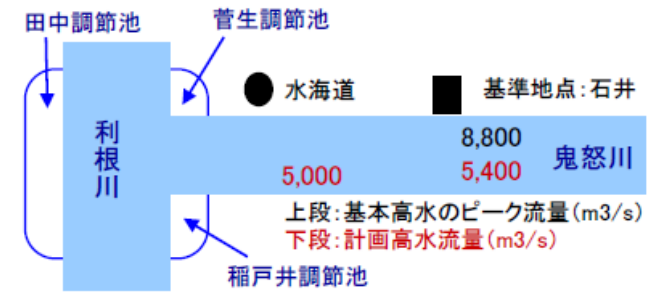 田中調節池
菅生調節池
水海道
基準地点:石井
利根川
8,800
5,000
5,400
鬼怒川
上段:基本高水のピーク流量(m3/s)
下段:計画高水流量(m3/s)
稲戸井調節池